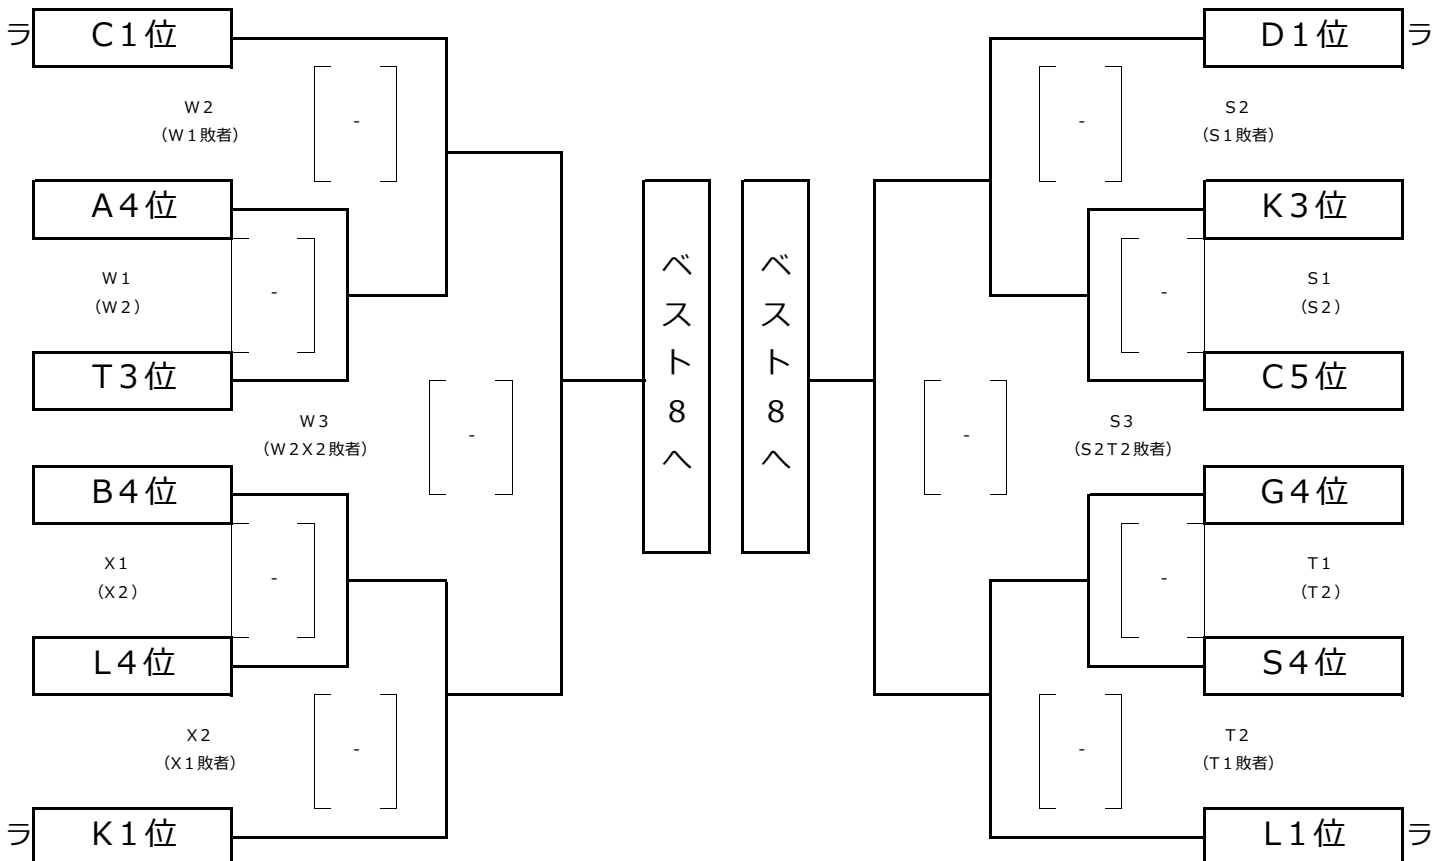 ラ C1位
W2
(W1敗者)
-
A4位
W1
(W2)
-
T3位
W3
(W2X2敗者)
-
B4位
X1
(X2)
-
L4位
X2
(X1敗者)
-
ラ K1位
ベスト8へ
ベスト8へ
D1位 ラ
-
S2
(S1敗者)
K3位
-
S1
(S2)
C5位
-
S3
(S2T2敗者)
G4位
-
T1
(T2)
S4位
-
T2
(T1敗者)
L1位 ラ